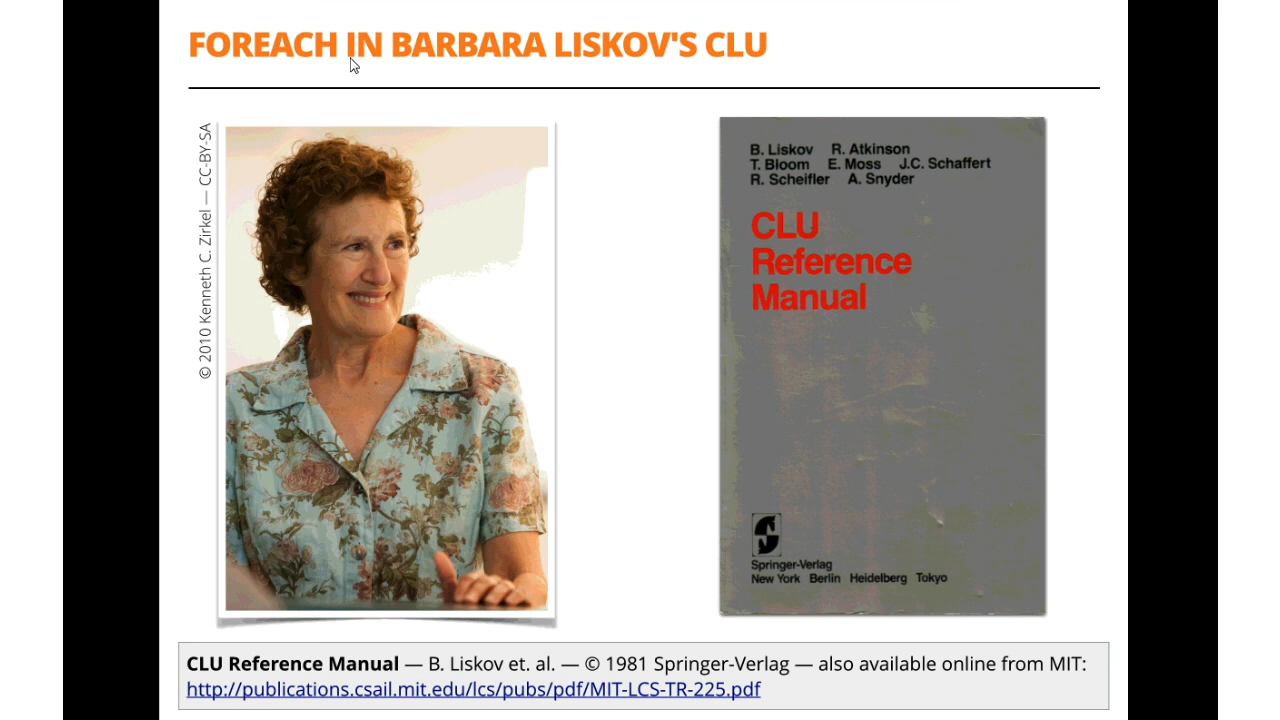 FOREACH IN BARBARA LISKOV'S CLU
© 2010 Kenneth C. Zirkel — CC-BY-SA
B. Liskov R. Atkinson
T. Bloom E. Moss J.C. Schaffert
R. Scheifler A. Snyder
CLU
Reference
Manual
Springer-Verlag
New York Berlin Heidelberg Tokyo
CLU Reference Manual — B. Liskov et. al. — © 1981 Springer-Verlag — also available online from MIT:
http://publications.csail.mit.edu/lcs/pubs/pdf/MIT-LCS-TR-225.pdf